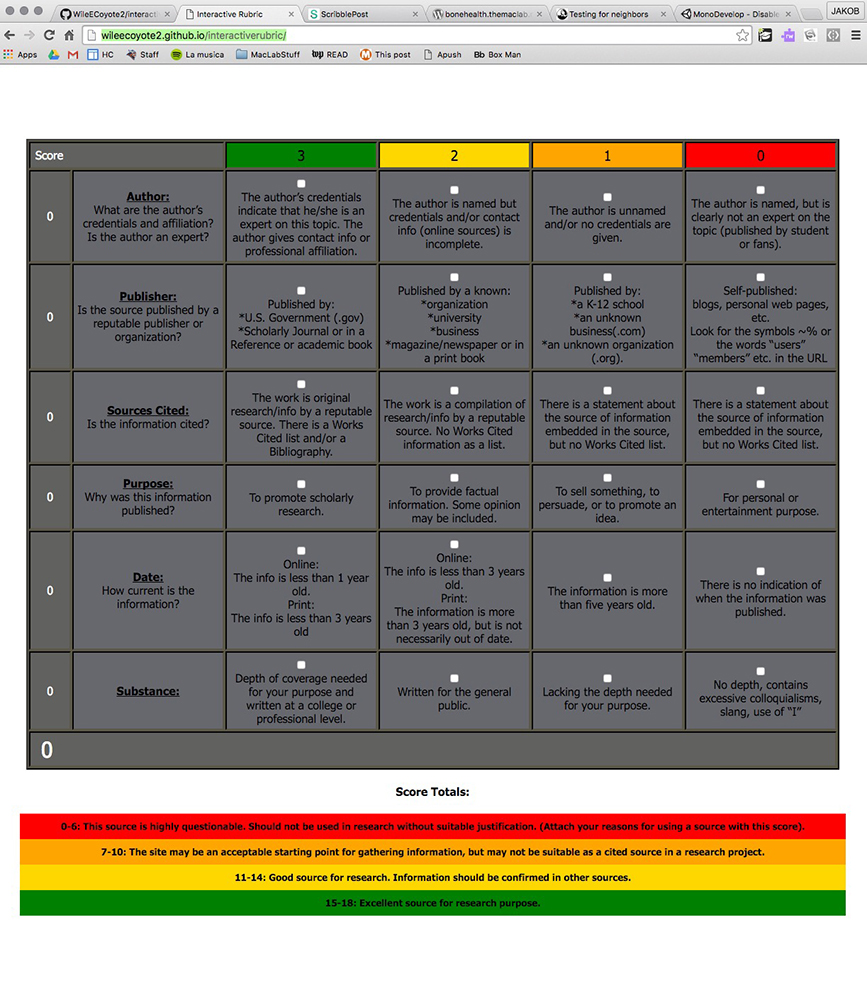 WileECoyote2/interac
Interactive Rubric
ScribblePost
bonehealth.themaclab.
Testing for neighbors
MonoDevelop - Disable
JAKOB
wileecoyote2.github.io/interactiverubric/
Apps
HC
Staff
La musica
MacLabStuff
READ
This post
Apush
Bb Box Man
Score
3
2
1
0
0
Author:
What are the author's
credentials and affiliation?
Is the author an expert?
The author's credentials
indicate that he/she is an
expert on this topic. The
author gives contact info or
professional affiliation.
The author is named but
credentials and/or contact
info (online sources) is
incomplete.
The author is unnamed
and/or no credentials are
given.
The author is named, but is
clearly not an expert on the
topic (published by student
or fans).
0
Publisher:
Is the source published by a
reputable publisher or
organization?
Published by:
*U.S. Government (.gov)
*Scholarly Journal or in a
Reference or academic book
Published by a known:
*organization
*university
*business
*magazine/newspaper or in
a print book
Published by:
*a K-12 school
*an unknown
business(.com)
*an unknown organization
(.org).
Self-published:
blogs, personal web pages,
etc.
Look for the symbols ~% or
the words “users”
“members” etc. in the URL
0
Sources Cited:
Is the information cited?
The work is original
research/info by a reputable
source. There is a Works
Cited list and/or a
Bibliography.
The work is a compilation of
research/info by a reputable
source. No Works Cited
information as a list.
There is a statement about
the source of information
embedded in the source,
but no Works Cited list.
There is a statement about
the source of information
embedded in the source,
but no Works Cited list.
0
Purpose:
Why was this information
published?
To promote scholarly
research.
To provide factual
information. Some opinion
may be included.
To sell something, to
persuade, or to promote an
idea.
For personal or
entertainment purpose.
0
Date:
How current is the
information?
Online:
The info is less than 1 year
old.
Print:
The info is less than 3 years
old
Online:
The info is less than 3 years
old.
Print:
The information is more
than 3 years old, but is not
necessarily out of date.
The information is more
than five years old.
There is no indication of
when the information was
published.
0
Substance:
Depth of coverage needed
for your purpose and
written at a college or
professional level.
Written for the general
public.
Lacking the depth needed
for your purpose.
No depth, contains
excessive colloquialisms,
slang, use of “I”
0
Score Totals:
0-6: This source is highly questionable. Should not be used in research without suitable justification. (Attach your reasons for using a source with this score).
7-10: The site may be an acceptable starting point for gathering information, but may not be suitable as a cited source in a research project.
11-14: Good source for research. Information should be confirmed in other sources.
15-18: Excellent source for research purpose.